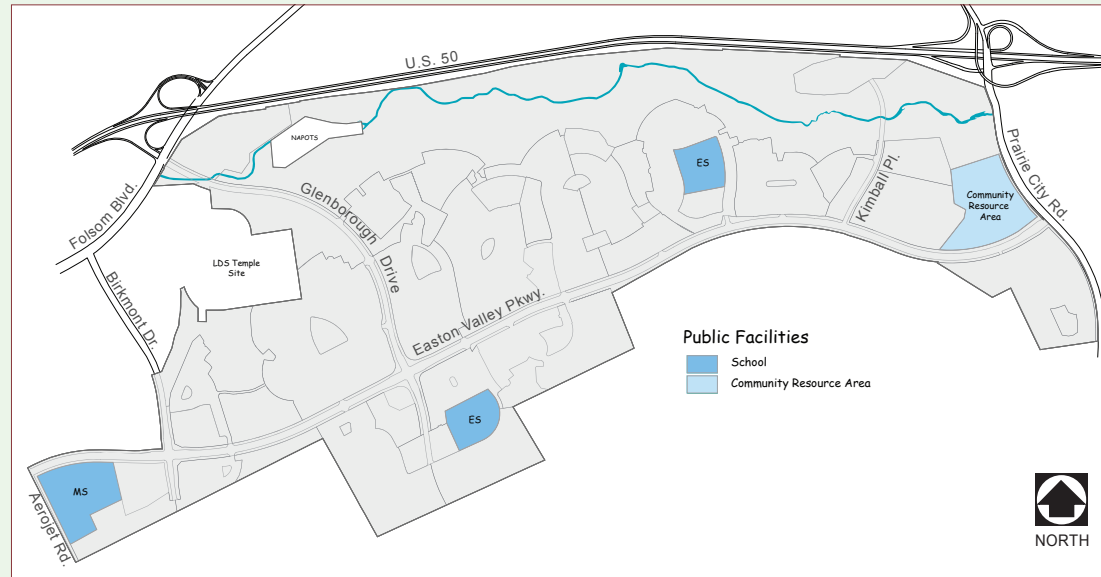 U.S. 50
NAPOTS
ES
Prairie City Rd.
Kimball Pl.
Community
Resource
Area
Glenborough Drive
Folsom Blvd.
LDS Temple
Site
Birkmont Dr.
Easton Valley Pkwy.
Public Facilities
School
Community Resource Area
ES
MS
Aerojet Rd.
NORTH